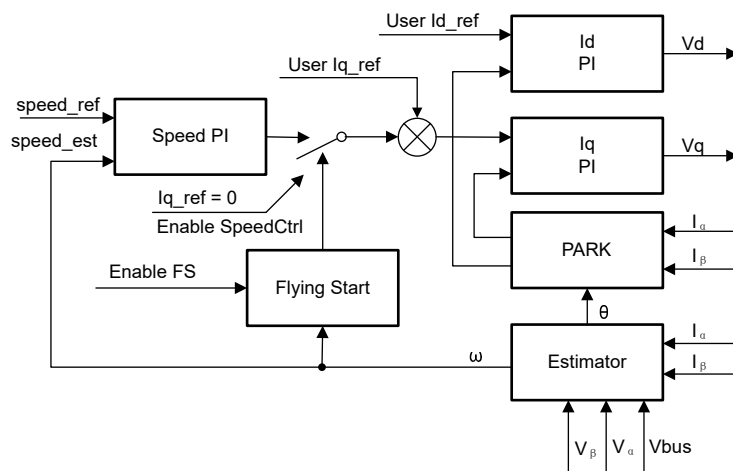 User Id_ref
Id
PI
Vd
User Iq_ref
speed_ref
Speed PI
speed_est
Iq
PI
Vq
Iq_ref = 0
Enable SpeedCtrl
PARK
Iα
Iβ
Enable FS
Flying Start
θ
ω
Estimator
Iα
Iβ
Vβ
Vα
Vbus